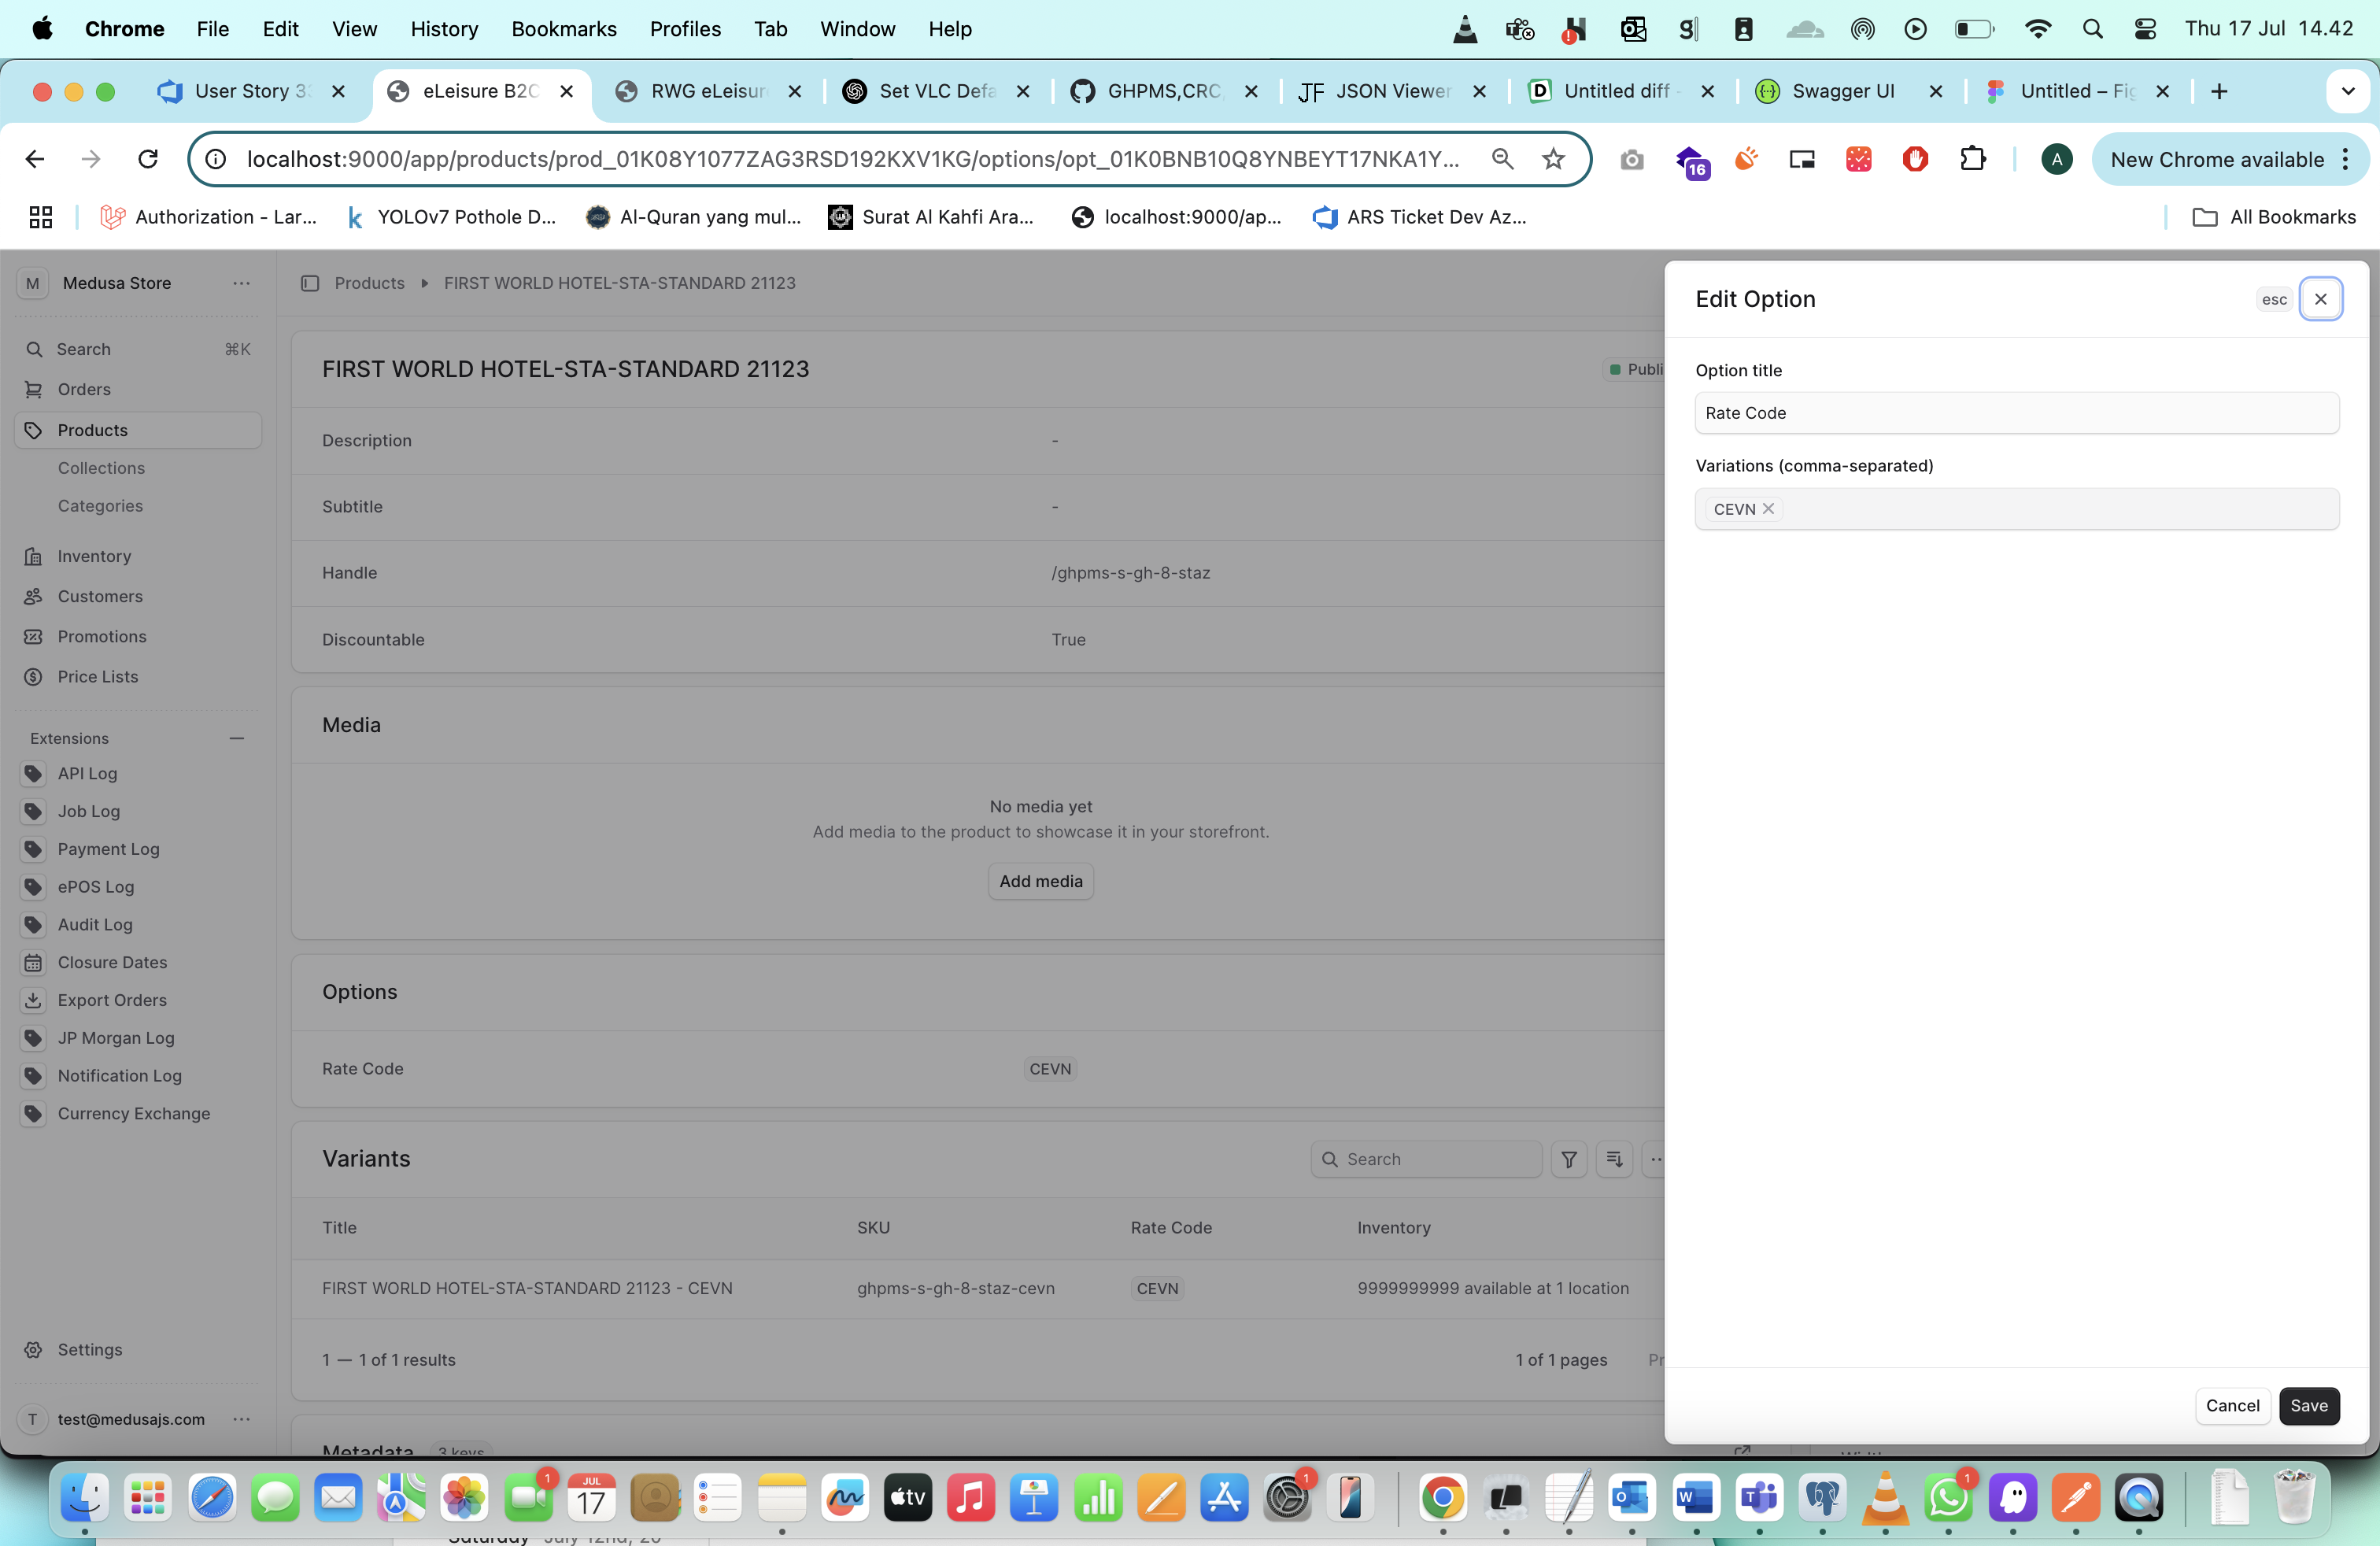 Chrome File Edit View History Bookmarks Profiles Tab Window Help Thu 17 Jul 14.42
User Story 3 eLeisure B2C RWG eLeisur Set VLC Defa GHPMS,CRC, JSON Viewer Untitled diff - Swagger UI Untitled – Fig
localhost:9000/app/products/prod_01K08Y1077ZAG3RSD192KXV1KG/options/opt_01K0BNB10Q8YNBEYT17NKA1Y... 16 A New Chrome available
Authorization - Lar... YOLOv7 Pothole D... Al-Quran yang mul... Surat Al Kahfi Ara... localhost:9000/ap... ARS Ticket Dev Az... All Bookmarks
M Medusa Store
Search ⌘K
Orders
Products
Collections
Categories
Inventory
Customers
Promotions
Price Lists
Extensions
API Log
Job Log
Payment Log
ePOS Log
Audit Log
Closure Dates
Export Orders
JP Morgan Log
Notification Log
Currency Exchange
Settings
T test@medusajs.com
Products FIRST WORLD HOTEL-STA-STANDARD 21123
FIRST WORLD HOTEL-STA-STANDARD 21123 Publi
Description -
Subtitle -
Handle /ghpms-s-gh-8-staz
Discountable True
Media
No media yet
Add media to the product to showcase it in your storefront.
Add media
Options
Rate Code CEVN
Variants Search
Title SKU Rate Code Inventory
FIRST WORLD HOTEL-STA-STANDARD 21123 - CEVN ghpms-s-gh-8-staz-cevn CEVN 9999999999 available at 1 location
1 — 1 of 1 results 1 of 1 pages Pr
Metadata 3 keys
Edit Option esc
Option title
Rate Code
Variations (comma-separated)
CEVN
Cancel Save
1 JUL 17 tv 1 1
Saturday July 12nd, 20